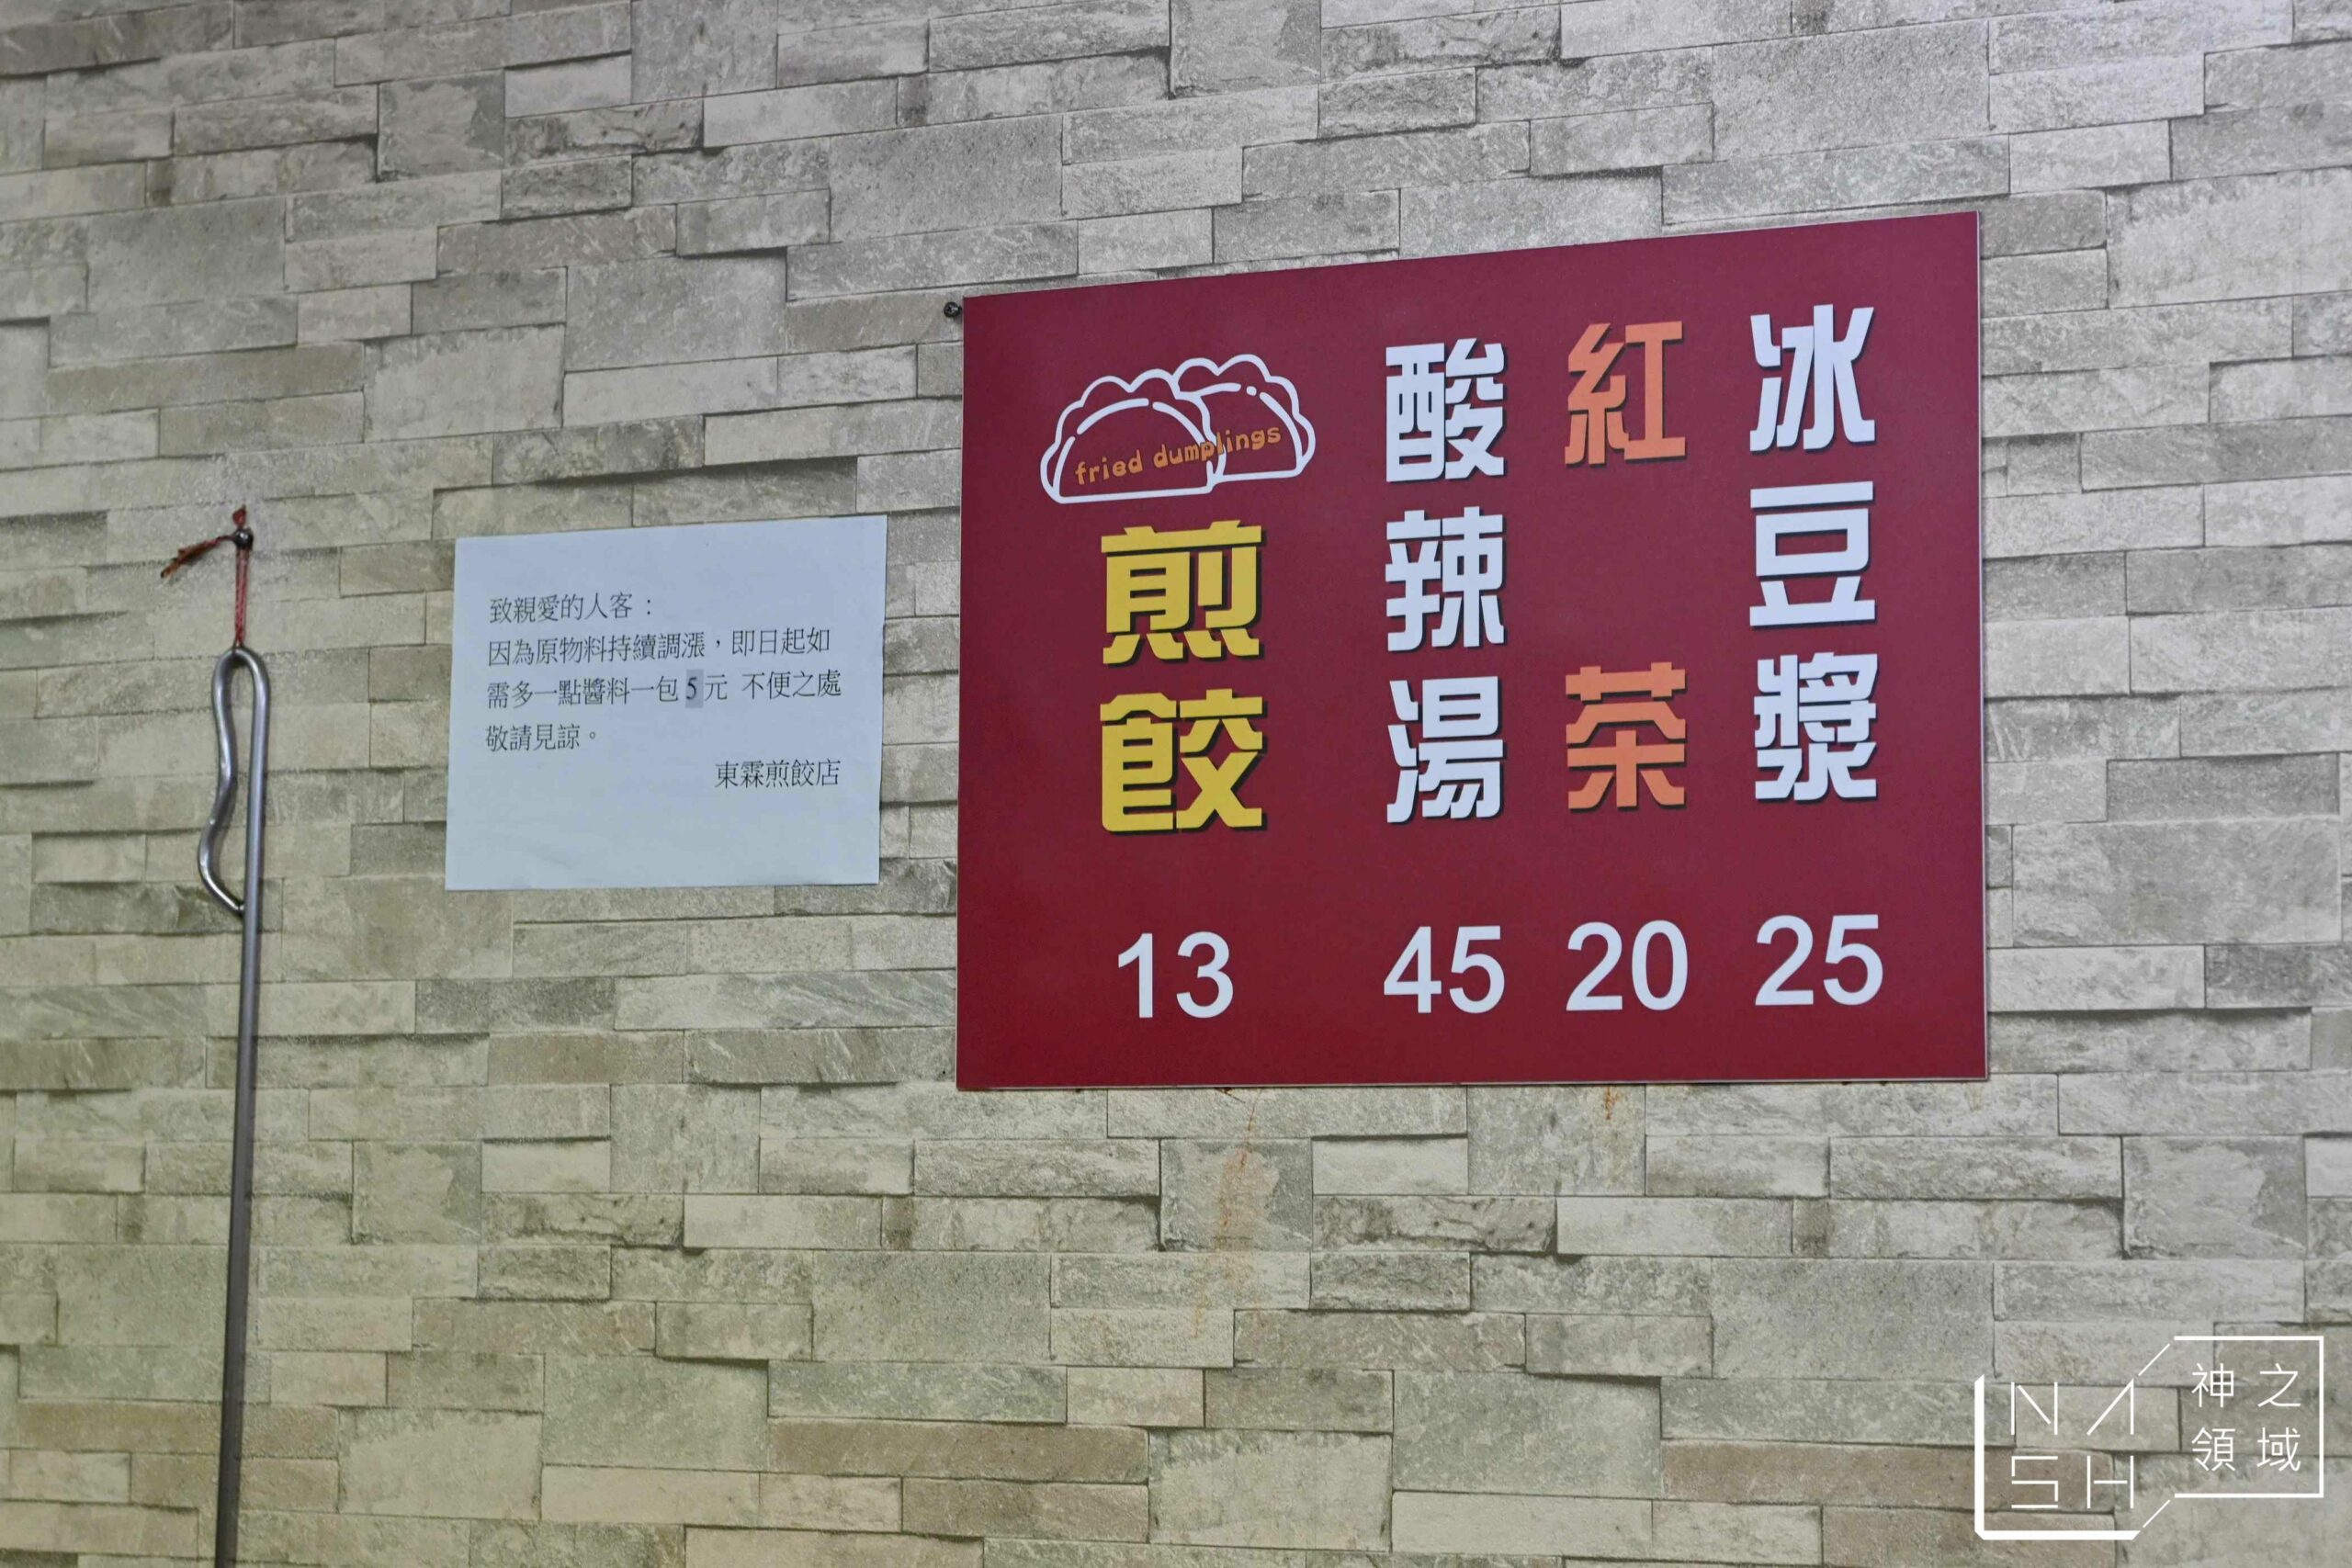 致親愛的人客：
因為原物料持續調漲，即日起如
需多一點醬料一包5元 不便之處
敬請見諒。
東霖煎餃店
fried dumplings
煎餃
13
酸辣湯
45
紅茶
20
冰豆漿
25
NASH
神之領域